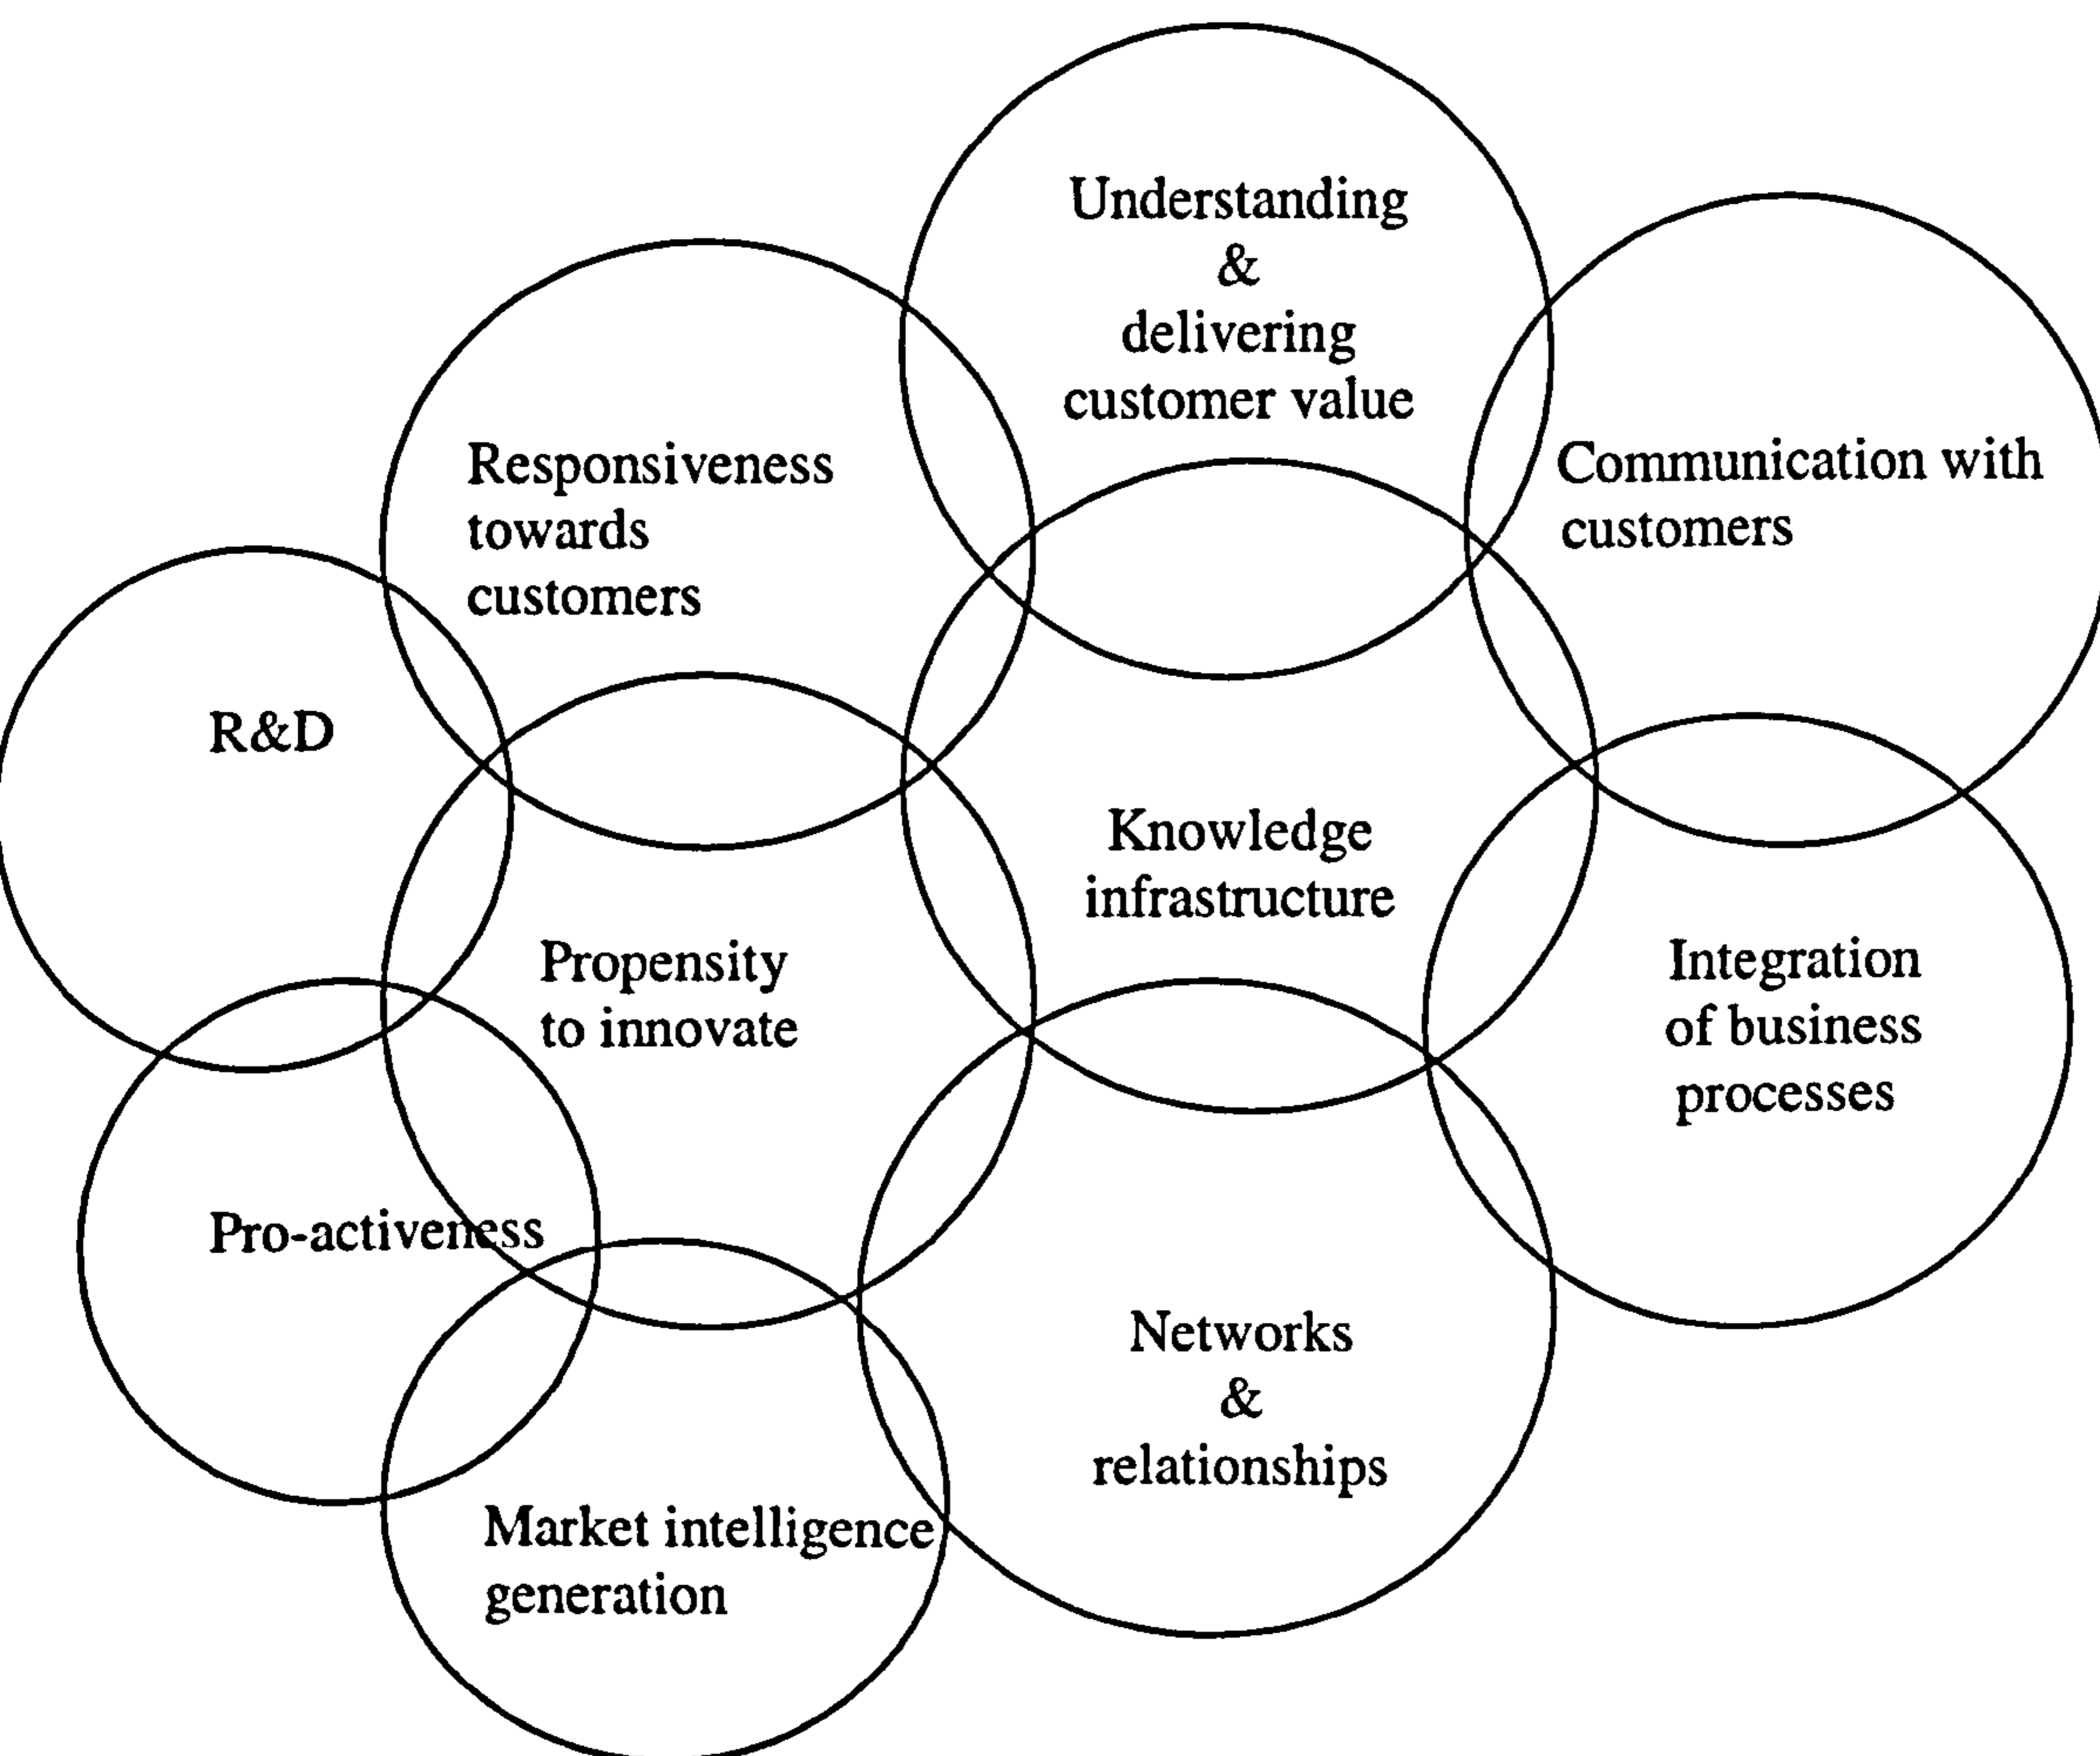 Understanding
&
delivering
customer value
Responsiveness
towards
customers
Communication with
customers
R&D
Knowledge
infrastructure
Propensity
to innovate
Integration
of business
processes
Pro-activeness
Networks
&
relationships
Market intelligence
generation